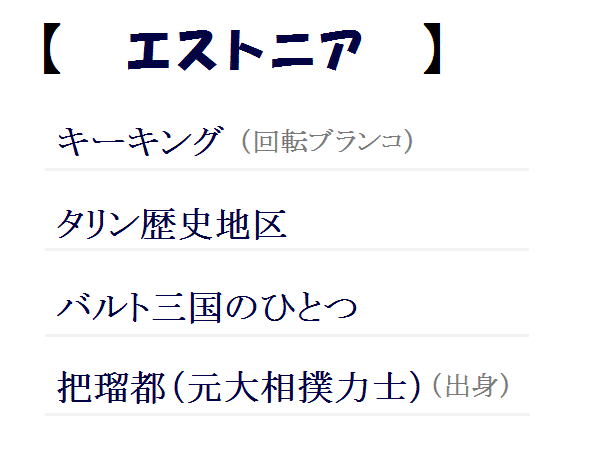 【　エストニア　】
キーキング（回転ブランコ）
タリン歴史地区
バルト三国のひとつ
把瑠都（元大相撲力士）（出身）